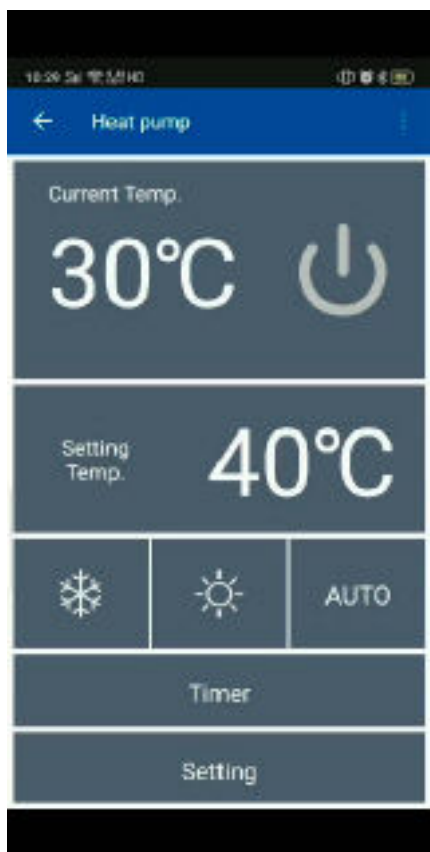 Heat pump
Current Temp.
30°C
Setting
Temp.
40°C
AUTO
Timer
Setting